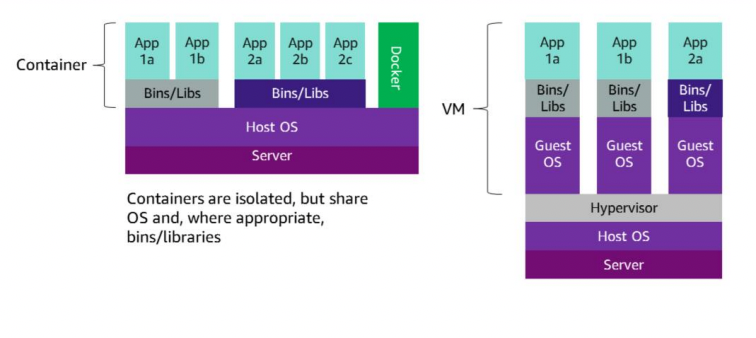 Container
App
1a
App
1b
App
2a
App
2b
App
2c
Docker
Bins/Libs
Bins/Libs
Host OS
Server
Containers are isolated, but share
OS and, where appropriate,
bins/libraries
VM
App
1a
App
1b
App
2a
Bins/
Libs
Bins/
Libs
Bins/
Libs
Guest
OS
Guest
OS
Guest
OS
Hypervisor
Host OS
Server